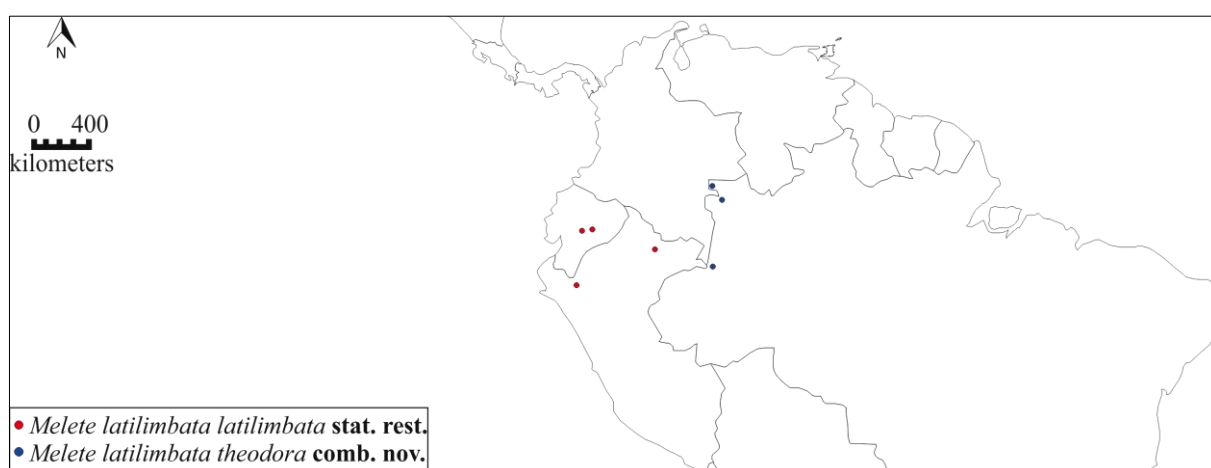 N
0 400
kilometers
Melete latilimbata latilimbata stat. rest.
Melete latilimbata theodora comb. nov.